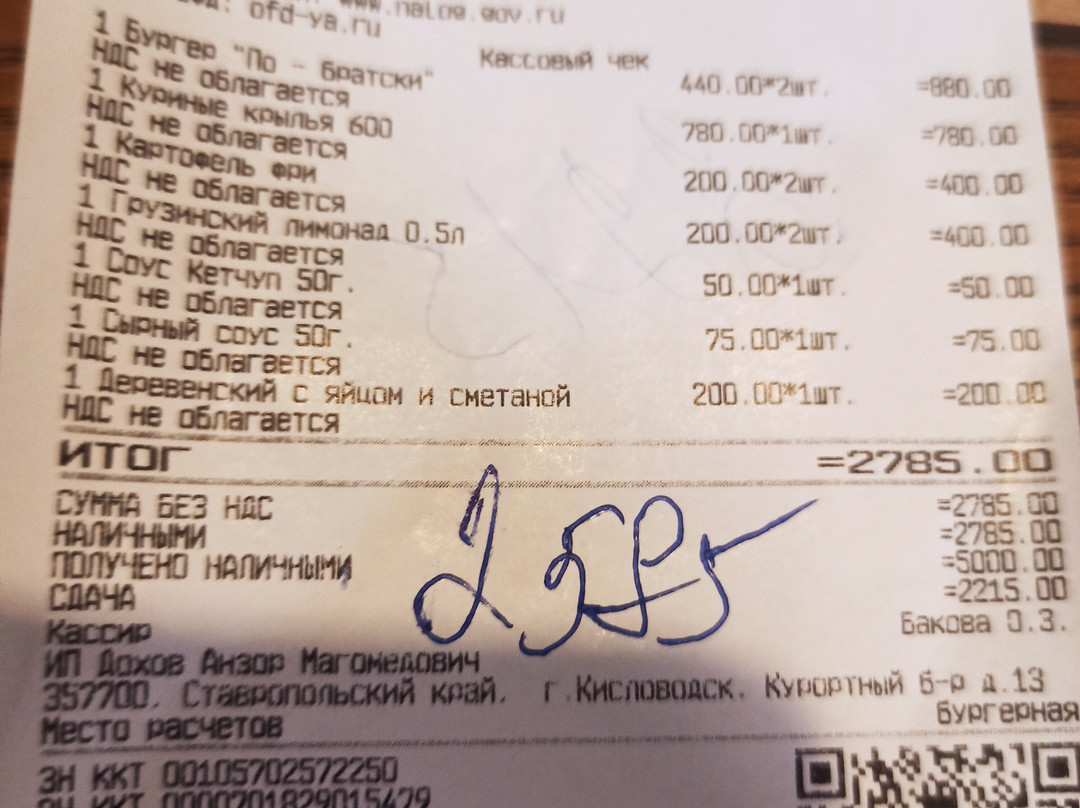 www.nalog.gov.ru
ofd-ya.ru
Кассовый чек
1 Бургер "По - братски" 440.00*2шт. =880.00
НДС не облагается
1 Куриные крылья 600 780.00*1шт. =780.00
НДС не облагается
1 Картофель фри 200.00*2шт. =400.00
НДС не облагается
1 Грузинский лимонад 0.5л 200.00*2шт. =400.00
НДС не облагается
1 Соус Кетчуп 50г. 50.00*1шт. =50.00
НДС не облагается
1 Сырный соус 50г. 75.00*1шт. =75.00
НДС не облагается
1 Деревенский с яйцом и сметаной 200.00*1шт. =200.00
НДС не облагается
ИТОГ =2785.00
СУММА БЕЗ НДС =2785.00
НАЛИЧНЫМИ =2785.00
ПОЛУЧЕНО НАЛИЧНЫМИ =5000.00
СДАЧА =2215.00
2585
Кассир Бакова О.З.
ИП Дохов Анзор Магомедович
357700. Ставропольский край. г.Кисловодск. Курортный б-р д.13
Место расчетов бургерная
ЗН ККТ 00105702572250